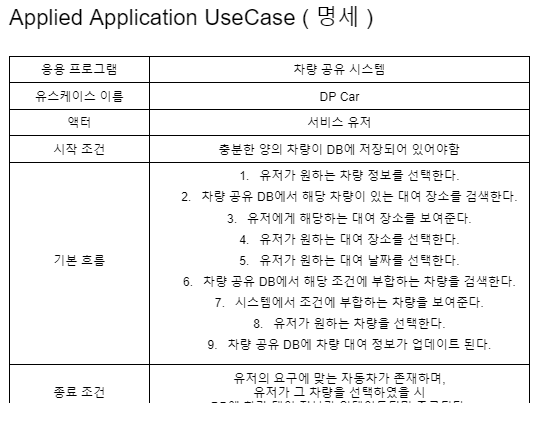 Applied Application UseCase ( 명세 )
응용 프로그램 차량 공유 시스템
유스케이스 이름 DP Car
액터 서비스 유저
시작 조건 충분한 양의 차량이 DB에 저장되어 있어야함
기본 흐름
1. 유저가 원하는 차량 정보를 선택한다.
2. 차량 공유 DB에서 해당 차량이 있는 대여 장소를 검색한다.
3. 유저에게 해당하는 대여 장소를 보여준다.
4. 유저가 원하는 대여 장소를 선택한다.
5. 유저가 원하는 대여 날짜를 선택한다.
6. 차량 공유 DB에서 해당 조건에 부합하는 차량을 검색한다.
7. 시스템에서 조건에 부합하는 차량을 보여준다.
8. 유저가 원하는 차량을 선택한다.
9. 차량 공유 DB에 차량 대여 정보가 업데이트 된다.
종료 조건
유저의 요구에 맞는 자동차가 존재하며,
유저가 그 차량을 선택하였을 시